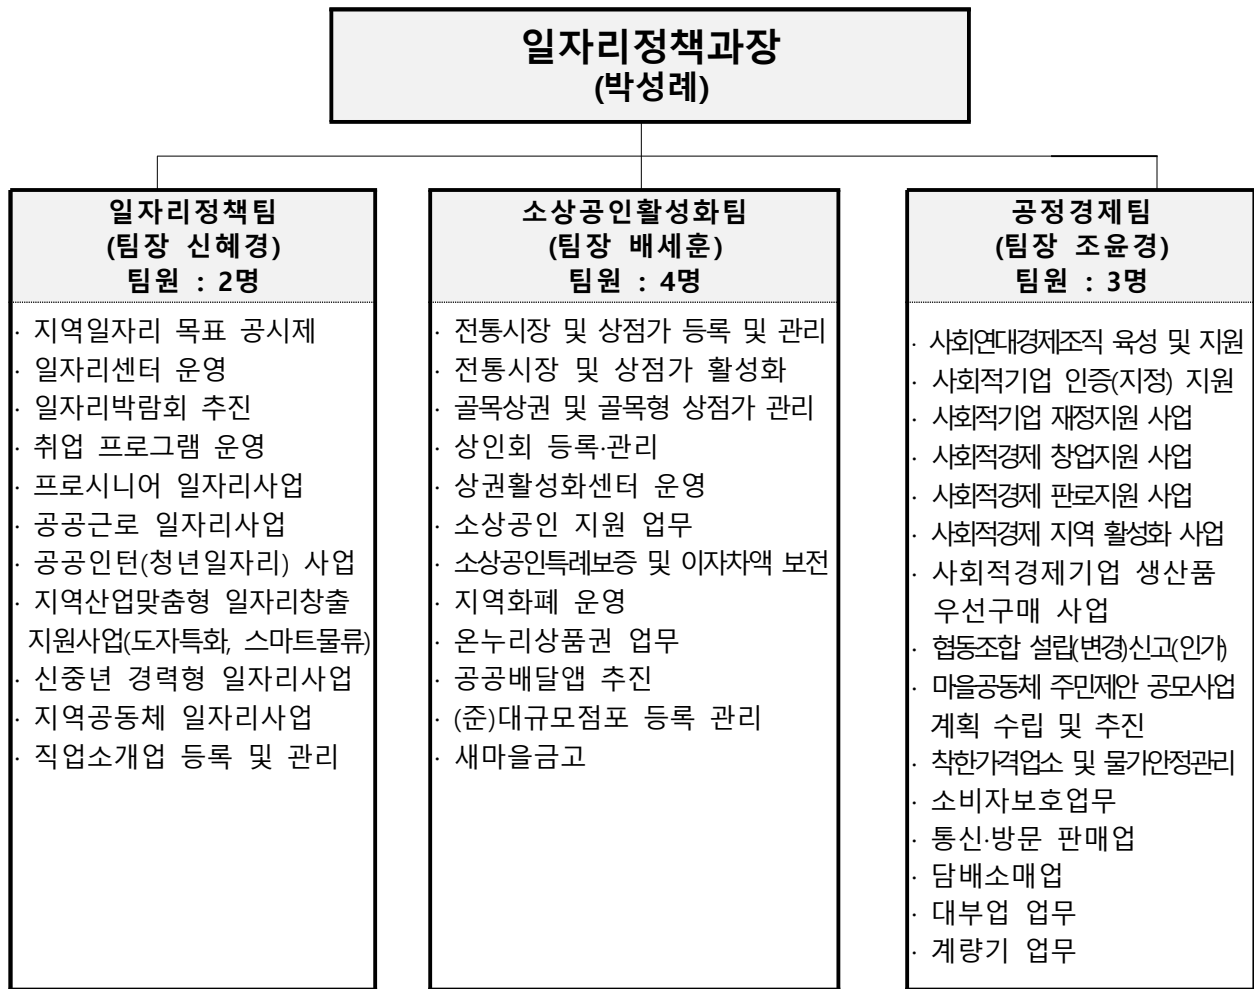 일자리정책과장
(박성례)
일자리정책팀
(팀장 신혜경)
팀원 : 2명
· 지역일자리 목표 공시제
· 일자리센터 운영
· 일자리박람회 추진
· 취업 프로그램 운영
· 프로시니어 일자리사업
· 공공근로 일자리사업
· 공공인턴(청년일자리) 사업
· 지역산업맞춤형 일자리창출
지원사업(도자특화, 스마트물류)
· 신중년 경력형 일자리사업
· 지역공동체 일자리사업
· 직업소개업 등록 및 관리
소상공인활성화팀
(팀장 배세훈)
팀원 : 4명
· 전통시장 및 상점가 등록 및 관리
· 전통시장 및 상점가 활성화
· 골목상권 및 골목형 상점가 관리
· 상인회 등록·관리
· 상권활성화센터 운영
· 소상공인 지원 업무
· 소상공인특례보증 및 이자차액 보전
· 지역화폐 운영
· 온누리상품권 업무
· 공공배달앱 추진
· (준)대규모점포 등록 관리
· 새마을금고
공정경제팀
(팀장 조윤경)
팀원 : 3명
· 사회연대경제조직 육성 및 지원
· 사회적기업 인증(지정) 지원
· 사회적기업 재정지원 사업
· 사회적경제 창업지원 사업
· 사회적경제 판로지원 사업
· 사회적경제 지역 활성화 사업
· 사회적경제기업 생산품
우선구매 사업
· 협동조합 설립(변경)신고(인가)
· 마을공동체 주민제안 공모사업
계획 수립 및 추진
· 착한가격업소 및 물가안정관리
· 소비자보호업무
· 통신·방문 판매업
· 담배소매업
· 대부업 업무
· 계량기 업무